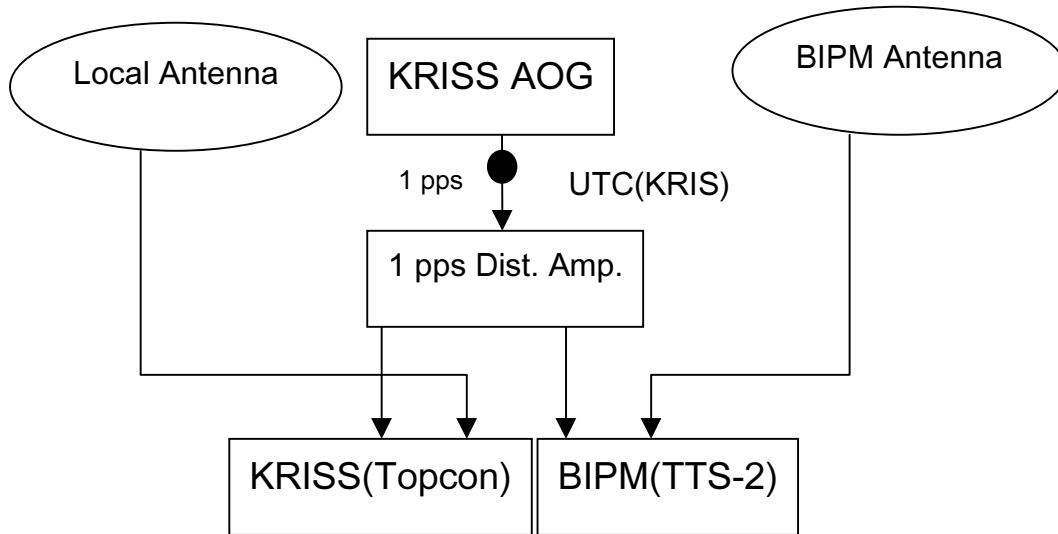 Local Antenna
KRISS AOG
BIPM Antenna
1 pps
UTC(KRIS)
1 pps Dist. Amp.
KRISS(Topcon)
BIPM(TTS-2)